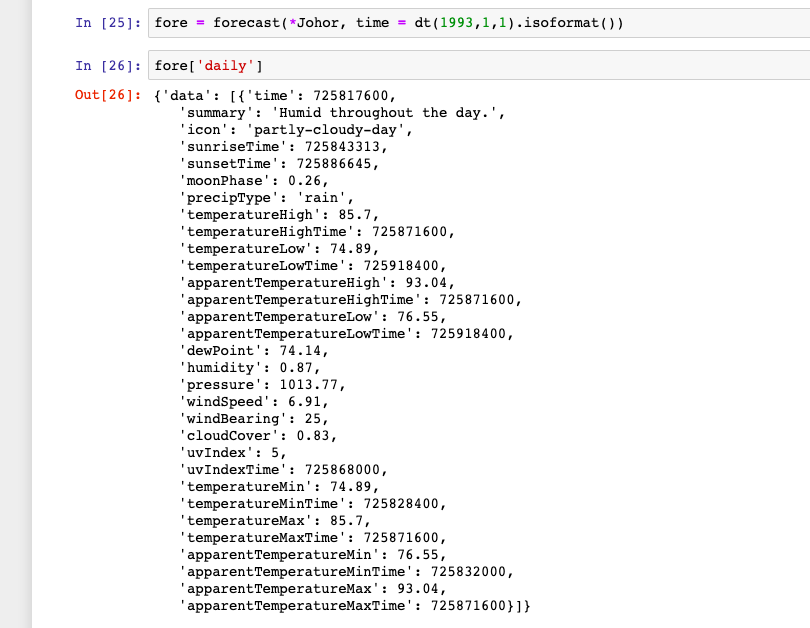 In [25]: fore = forecast(*Johor, time = dt(1993,1,1).isoformat())
In [26]: fore['daily']
Out[26]: {'data': [{'time': 725817600,
'summary': 'Humid throughout the day.',
'icon': 'partly-cloudy-day',
'sunriseTime': 725843313,
'sunsetTime': 725886645,
'moonPhase': 0.26,
'precipType': 'rain',
'temperatureHigh': 85.7,
'temperatureHighTime': 725871600,
'temperatureLow': 74.89,
'temperatureLowTime': 725918400,
'apparentTemperatureHigh': 93.04,
'apparentTemperatureHighTime': 725871600,
'apparentTemperatureLow': 76.55,
'apparentTemperatureLowTime': 725918400,
'dewPoint': 74.14,
'humidity': 0.87,
'pressure': 1013.77,
'windSpeed': 6.91,
'windBearing': 25,
'cloudCover': 0.83,
'uvIndex': 5,
'uvIndexTime': 725868000,
'temperatureMin': 74.89,
'temperatureMinTime': 725828400,
'temperatureMax': 85.7,
'temperatureMaxTime': 725871600,
'apparentTemperatureMin': 76.55,
'apparentTemperatureMinTime': 725832000,
'apparentTemperatureMax': 93.04,
'apparentTemperatureMaxTime': 725871600}]}